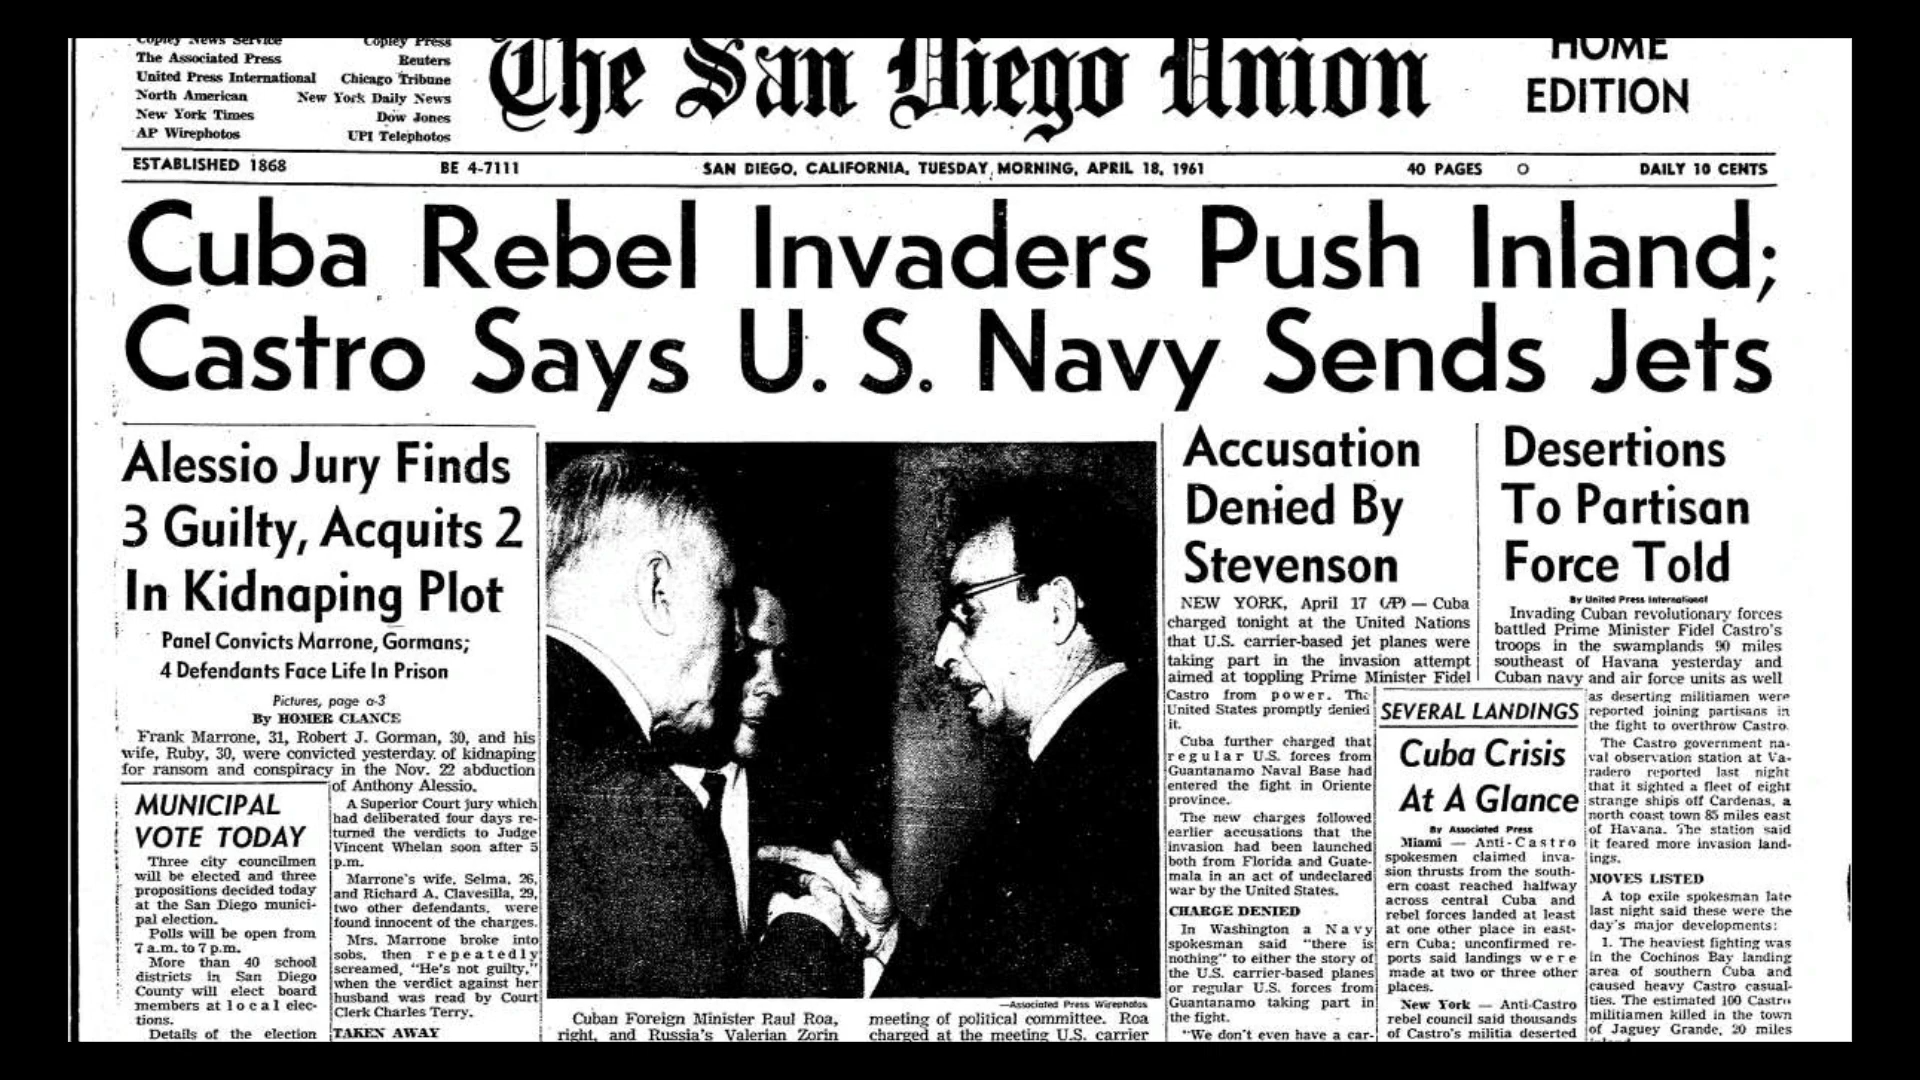 Copley News Service
The Associated Press
United Press International
North American
New York Times
AP Wirephotos
Copley Press
Reuters
Chicago Tribune
New York Daily News
Dow Jones
UPI Telephotos
The San Diego Union
HOME
EDITION
ESTABLISHED 1868
BE 4-7111
SAN DIEGO, CALIFORNIA, TUESDAY MORNING, APRIL 18, 1961
40 PAGES
DAILY 10 CENTS
Cuba Rebel Invaders Push Inland;
Castro Says U. S. Navy Sends Jets
Alessio Jury Finds
3 Guilty, Acquits 2
In Kidnaping Plot
Panel Convicts Marrone, Gormans;
4 Defendants Face Life In Prison
Pictures, page a-3
By HOMER CLANCE
Frank Marrone, 31, Robert J. Gorman, 30, and his
wife, Ruby, 30, were convicted yesterday of kidnaping
for ransom and conspiracy in the Nov. 22 abduction
of Anthony Alessio.
A Superior Court jury which
had deliberated four days re-
turned the verdicts to Judge
Vincent Whelan soon after 5
p.m.
Marrone's wife, Selma, 26,
and Richard A. Clavesilla, 29,
two other defendants, were
found innocent of the charges.
Mrs. Marrone broke into
sobs, then repeatedly
screamed, "He's not guilty,"
when the verdict against her
husband was read by Court
Clerk Charles Terry.
TAKEN AWAY
MUNICIPAL
VOTE TODAY
Three city councilmen
will be elected and three
propositions decided today
at the San Diego munici-
pal election.
Polls will be open from
7 a.m. to 7 p.m.
More than 40 school
districts in San Diego
County will elect board
members at local elec-
tions.
Details of the election
—Associated Press Wirephotos
Cuban Foreign Minister Raul Roa,
right, and Russia's Valerian Zorin
meeting of political committee. Roa
charged at the meeting U.S. carrier
Accusation
Denied By
Stevenson
NEW YORK, April 17 (AP) — Cuba
charged tonight at the United Nations
that U.S. carrier-based jet planes were
taking part in the invasion attempt
aimed at toppling Prime Minister Fidel
Castro from power. The
United States promptly denied
it.
Cuba further charged that
regular U.S. forces from
Guantanamo Naval Base had
entered the fight in Oriente
province.
The new charges followed
earlier accusations that the
invasion had been launched
both from Florida and Guate-
mala in an act of undeclared
war by the United States.
CHARGE DENIED
In Washington a Navy
spokesman said "there is
nothing" to either the story of
the U.S. carrier-based planes
or regular U.S. forces from
Guantanamo taking part in
the fight.
"We don't even have a car-
SEVERAL LANDINGS
Cuba Crisis
At A Glance
By Associated Press
Miami — Anti-Castro
spokesmen claimed inva-
sion thrusts from the south-
ern coast reached halfway
across central Cuba and
rebel forces landed at least
at one other place in east-
ern Cuba; unconfirmed re-
ports said landings were
made at two or three other
places.
New York — Anti-Castro
rebel council said thousands
of Castro's militia deserted
Desertions
To Partisan
Force Told
By United Press International
Invading Cuban revolutionary forces
battled Prime Minister Fidel Castro's
troops in the swamplands 90 miles
southeast of Havana yesterday and
Cuban navy and air force units as well
as deserting militiamen were
reported joining partisans in
the fight to overthrow Castro.
The Castro government na-
val observation station at Va-
radero reported last night
that it sighted a fleet of eight
strange ships off Cardenas, a
north coast town 85 miles east
of Havana. The station said
it feared more invasion land-
ings.
MOVES LISTED
A top exile spokesman late
last night said these were the
day's major developments:
1. The heaviest fighting was
in the Cochinos Bay landing
area of southern Cuba and
caused heavy Castro casual-
ties. The estimated 100 Castro
militiamen killed in the town
of Jaguey Grande, 20 miles